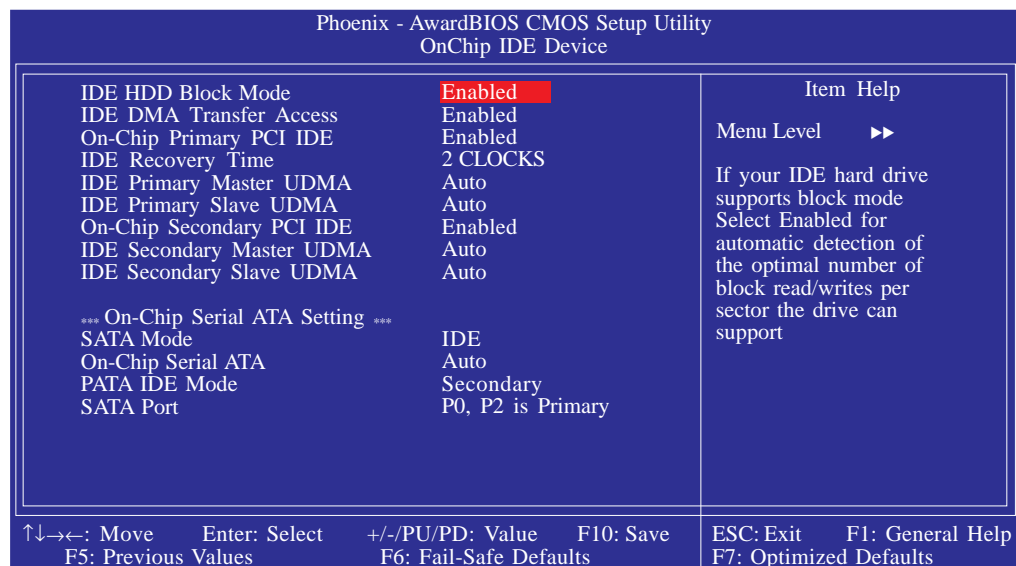 Phoenix - AwardBIOS CMOS Setup Utility
OnChip IDE Device
IDE HDD Block Mode Enabled
IDE DMA Transfer Access Enabled
On-Chip Primary PCI IDE Enabled
IDE Recovery Time 2 CLOCKS
IDE Primary Master UDMA Auto
IDE Primary Slave UDMA Auto
On-Chip Secondary PCI IDE Enabled
IDE Secondary Master UDMA Auto
IDE Secondary Slave UDMA Auto
*** On-Chip Serial ATA Setting ***
SATA Mode IDE
On-Chip Serial ATA Auto
PATA IDE Mode Secondary
SATA Port P0, P2 is Primary
Item Help
Menu Level ▶▶
If your IDE hard drive
supports block mode
Select Enabled for
automatic detection of
the optimal number of
block read/writes per
sector the drive can
support
↑↓→←: Move Enter: Select +/-/PU/PD: Value F10: Save ESC: Exit F1: General Help
F5: Previous Values F6: Fail-Safe Defaults F7: Optimized Defaults